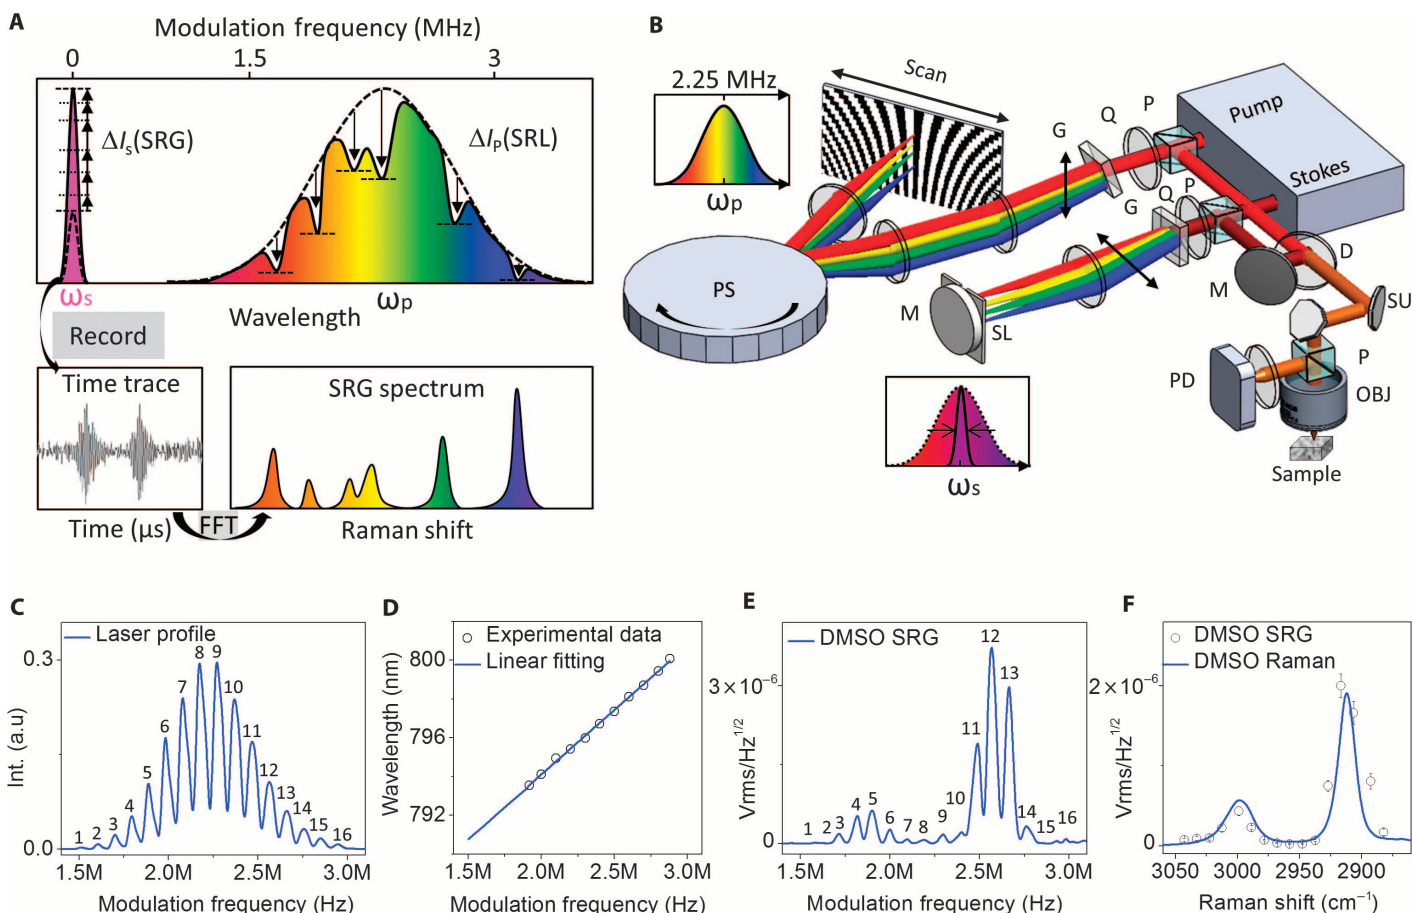 A
Modulation frequency (MHz)
0 1.5 3
ΔIs(SRG)
ΔIP(SRL)
ωs
Wavelength
ωp
Record
Time trace
SRG spectrum
Time (μs)
FFT
Raman shift
B
2.25 MHz
ωp
Scan
Pump
Stokes
G Q P
G Q P
PS
M
SL
M
D
SU
P
PD
OBJ
Sample
ωs
C
Laser profile
Int. (a.u)
0.3
0.0
1 2 3 4 5 6 7 8 9 10 11 12 13 14 15 16
1.5M 2.0M 2.5M 3.0M
Modulation frequency (Hz)
D
Experimental data
Linear fitting
Wavelength (nm)
800
796
792
1.5M 2.0M 2.5M 3.0M
Modulation frequency (Hz)
E
DMSO SRG
Vrms/Hz^1/2
3×10^−6
0
1 2 3 4 5 6 7 8 9 10 11 12 13 14 15 16
1.5M 2.0M 2.5M 3.0M
Modulation frequency (Hz)
F
DMSO SRG
DMSO Raman
Vrms/Hz^1/2
2×10^−6
0
3050 3000 2950 2900
Raman shift (cm^−1)